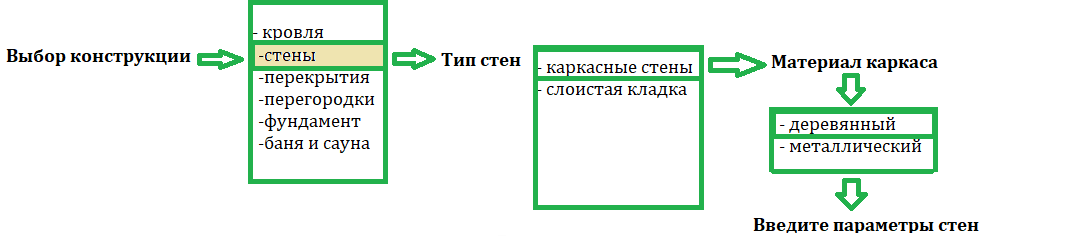 Выбор конструкции
- кровля
-стены
-перекрытия
-перегородки
-фундамент
-баня и сауна
Тип стен
- каркасные стены
- слоистая кладка
Материал каркаса
- деревянный
- металлический
Введите параметры стен